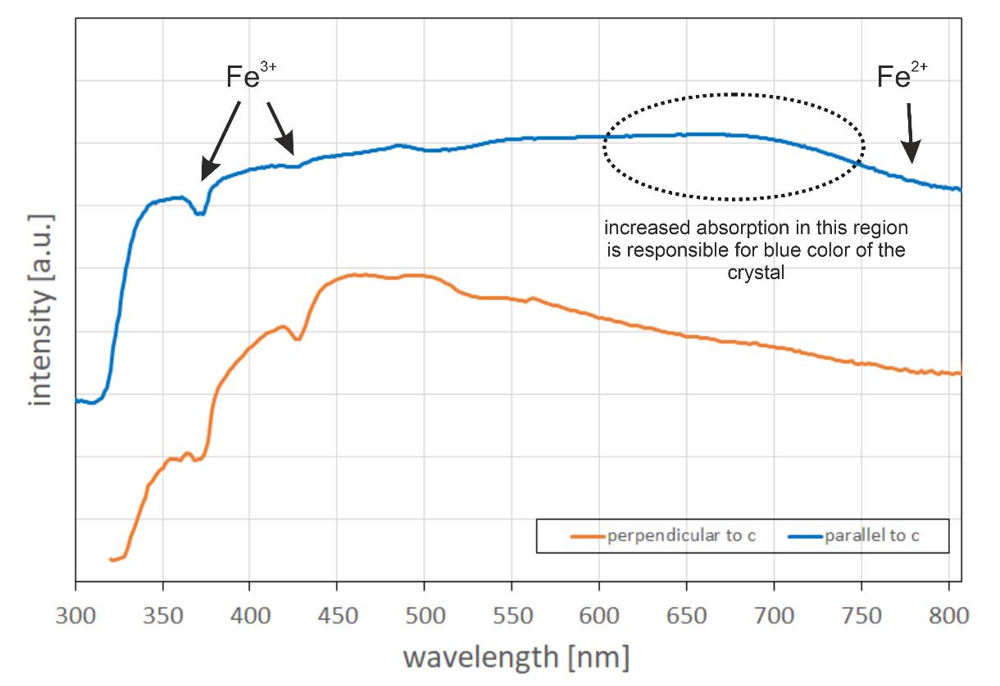 Fe3+
Fe2+
increased absorption in this region
is responsible for blue color of the
crystal
intensity [a.u.]
perpendicular to c
parallel to c
300 350 400 450 500 550 600 650 700 750 800
wavelength [nm]